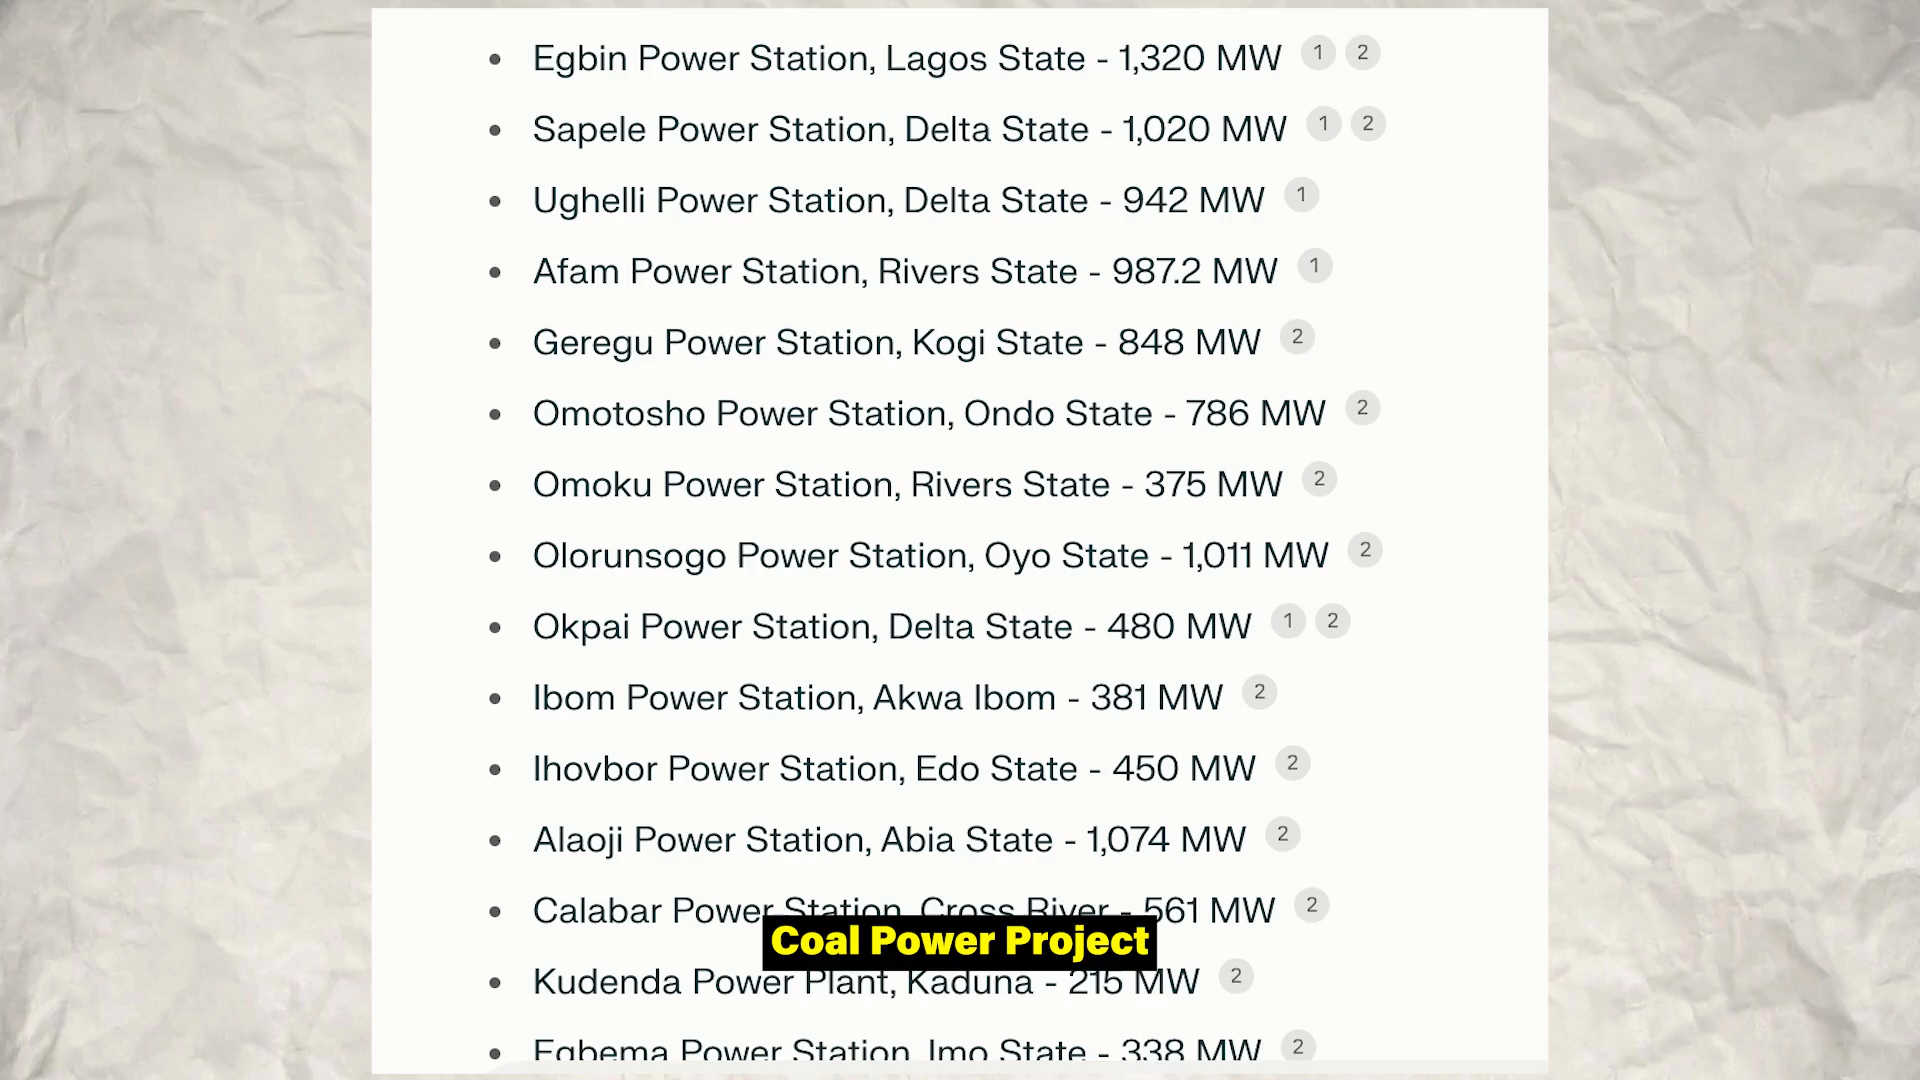 • Egbin Power Station, Lagos State - 1,320 MW 1 2
• Sapele Power Station, Delta State - 1,020 MW 1 2
• Ughelli Power Station, Delta State - 942 MW 1
• Afam Power Station, Rivers State - 987.2 MW 1
• Geregu Power Station, Kogi State - 848 MW 2
• Omotosho Power Station, Ondo State - 786 MW 2
• Omoku Power Station, Rivers State - 375 MW 2
• Olorunsogo Power Station, Oyo State - 1,011 MW 2
• Okpai Power Station, Delta State - 480 MW 1 2
• Ibom Power Station, Akwa Ibom - 381 MW 2
• Ihovbor Power Station, Edo State - 450 MW 2
• Alaoji Power Station, Abia State - 1,074 MW 2
• Calabar Power Station, Cross River - 561 MW 2
Coal Power Project
• Kudenda Power Plant, Kaduna - 215 MW 2
• Egbema Power Station, Imo State - 338 MW 2